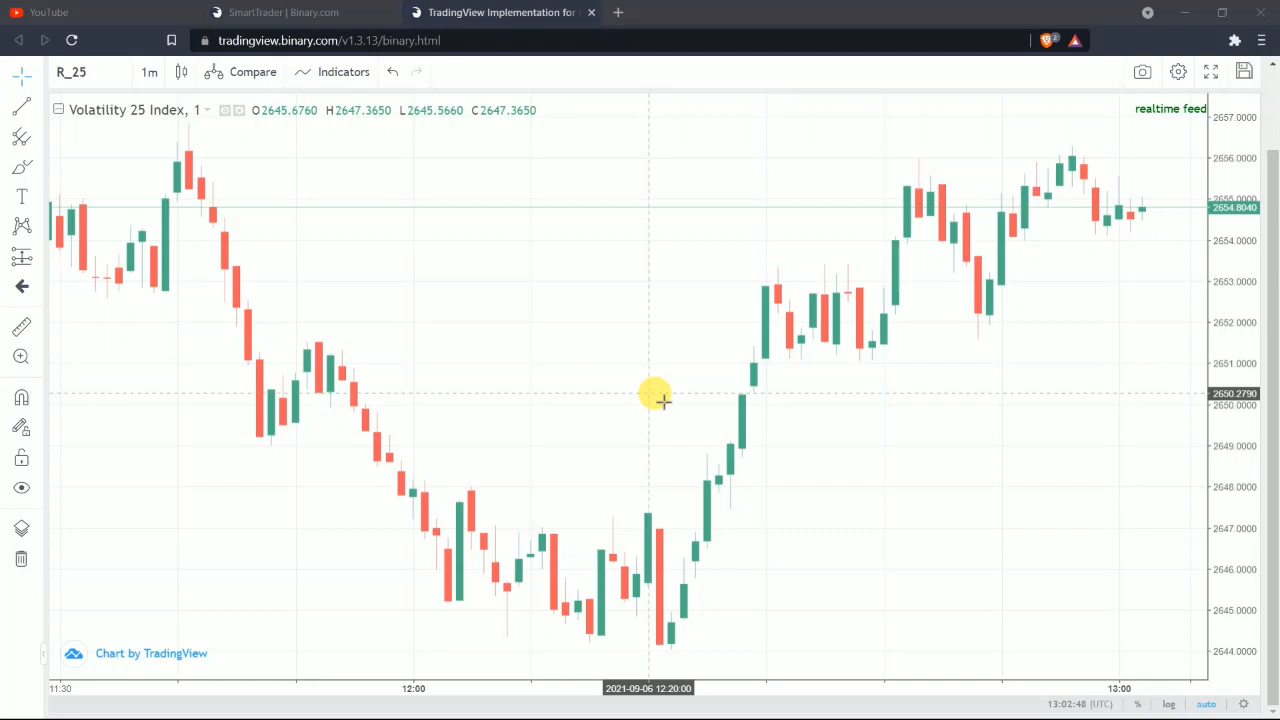 YouTube
SmartTrader | Binary.com
TradingView Implementation for
tradingview.binary.com/v1.3.13/binary.html
2
R_25
1m
Compare
Indicators
Volatility 25 Index, 1
O2645.6760 H2647.3650 L2645.5660 C2647.3650
realtime feed
2657.0000
2656.0000
2655.0000
2654.8040
2654.0000
2653.0000
2652.0000
2651.0000
2650.2790
2650.0000
2649.0000
2648.0000
2647.0000
2646.0000
2645.0000
2644.0000
Chart by TradingView
11:30
12:00
2021-09-06 12:20:00
13:00
13:02:48 (UTC)
%
log
auto